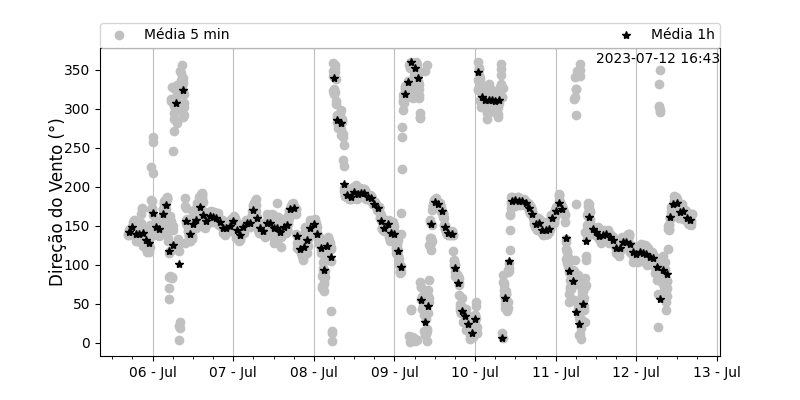 Média 5 min
Média 1h
2023-07-12 16:43
Direção do Vento (°)
350
300
250
200
150
100
50
0
06 - Jul
07 - Jul
08 - Jul
09 - Jul
10 - Jul
11 - Jul
12 - Jul
13 - Jul